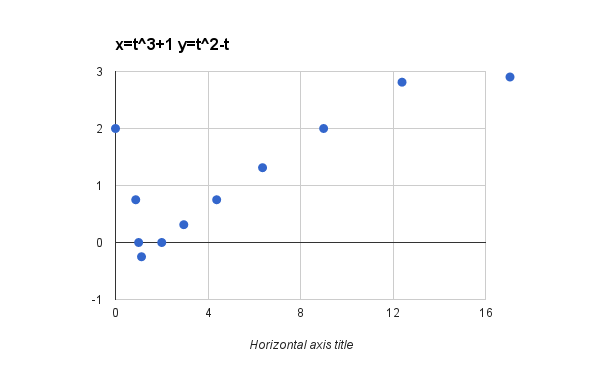 x=t^3+1 y=t^2-t
3
2
1
0
-1
0 4 8 12 16
Horizontal axis title